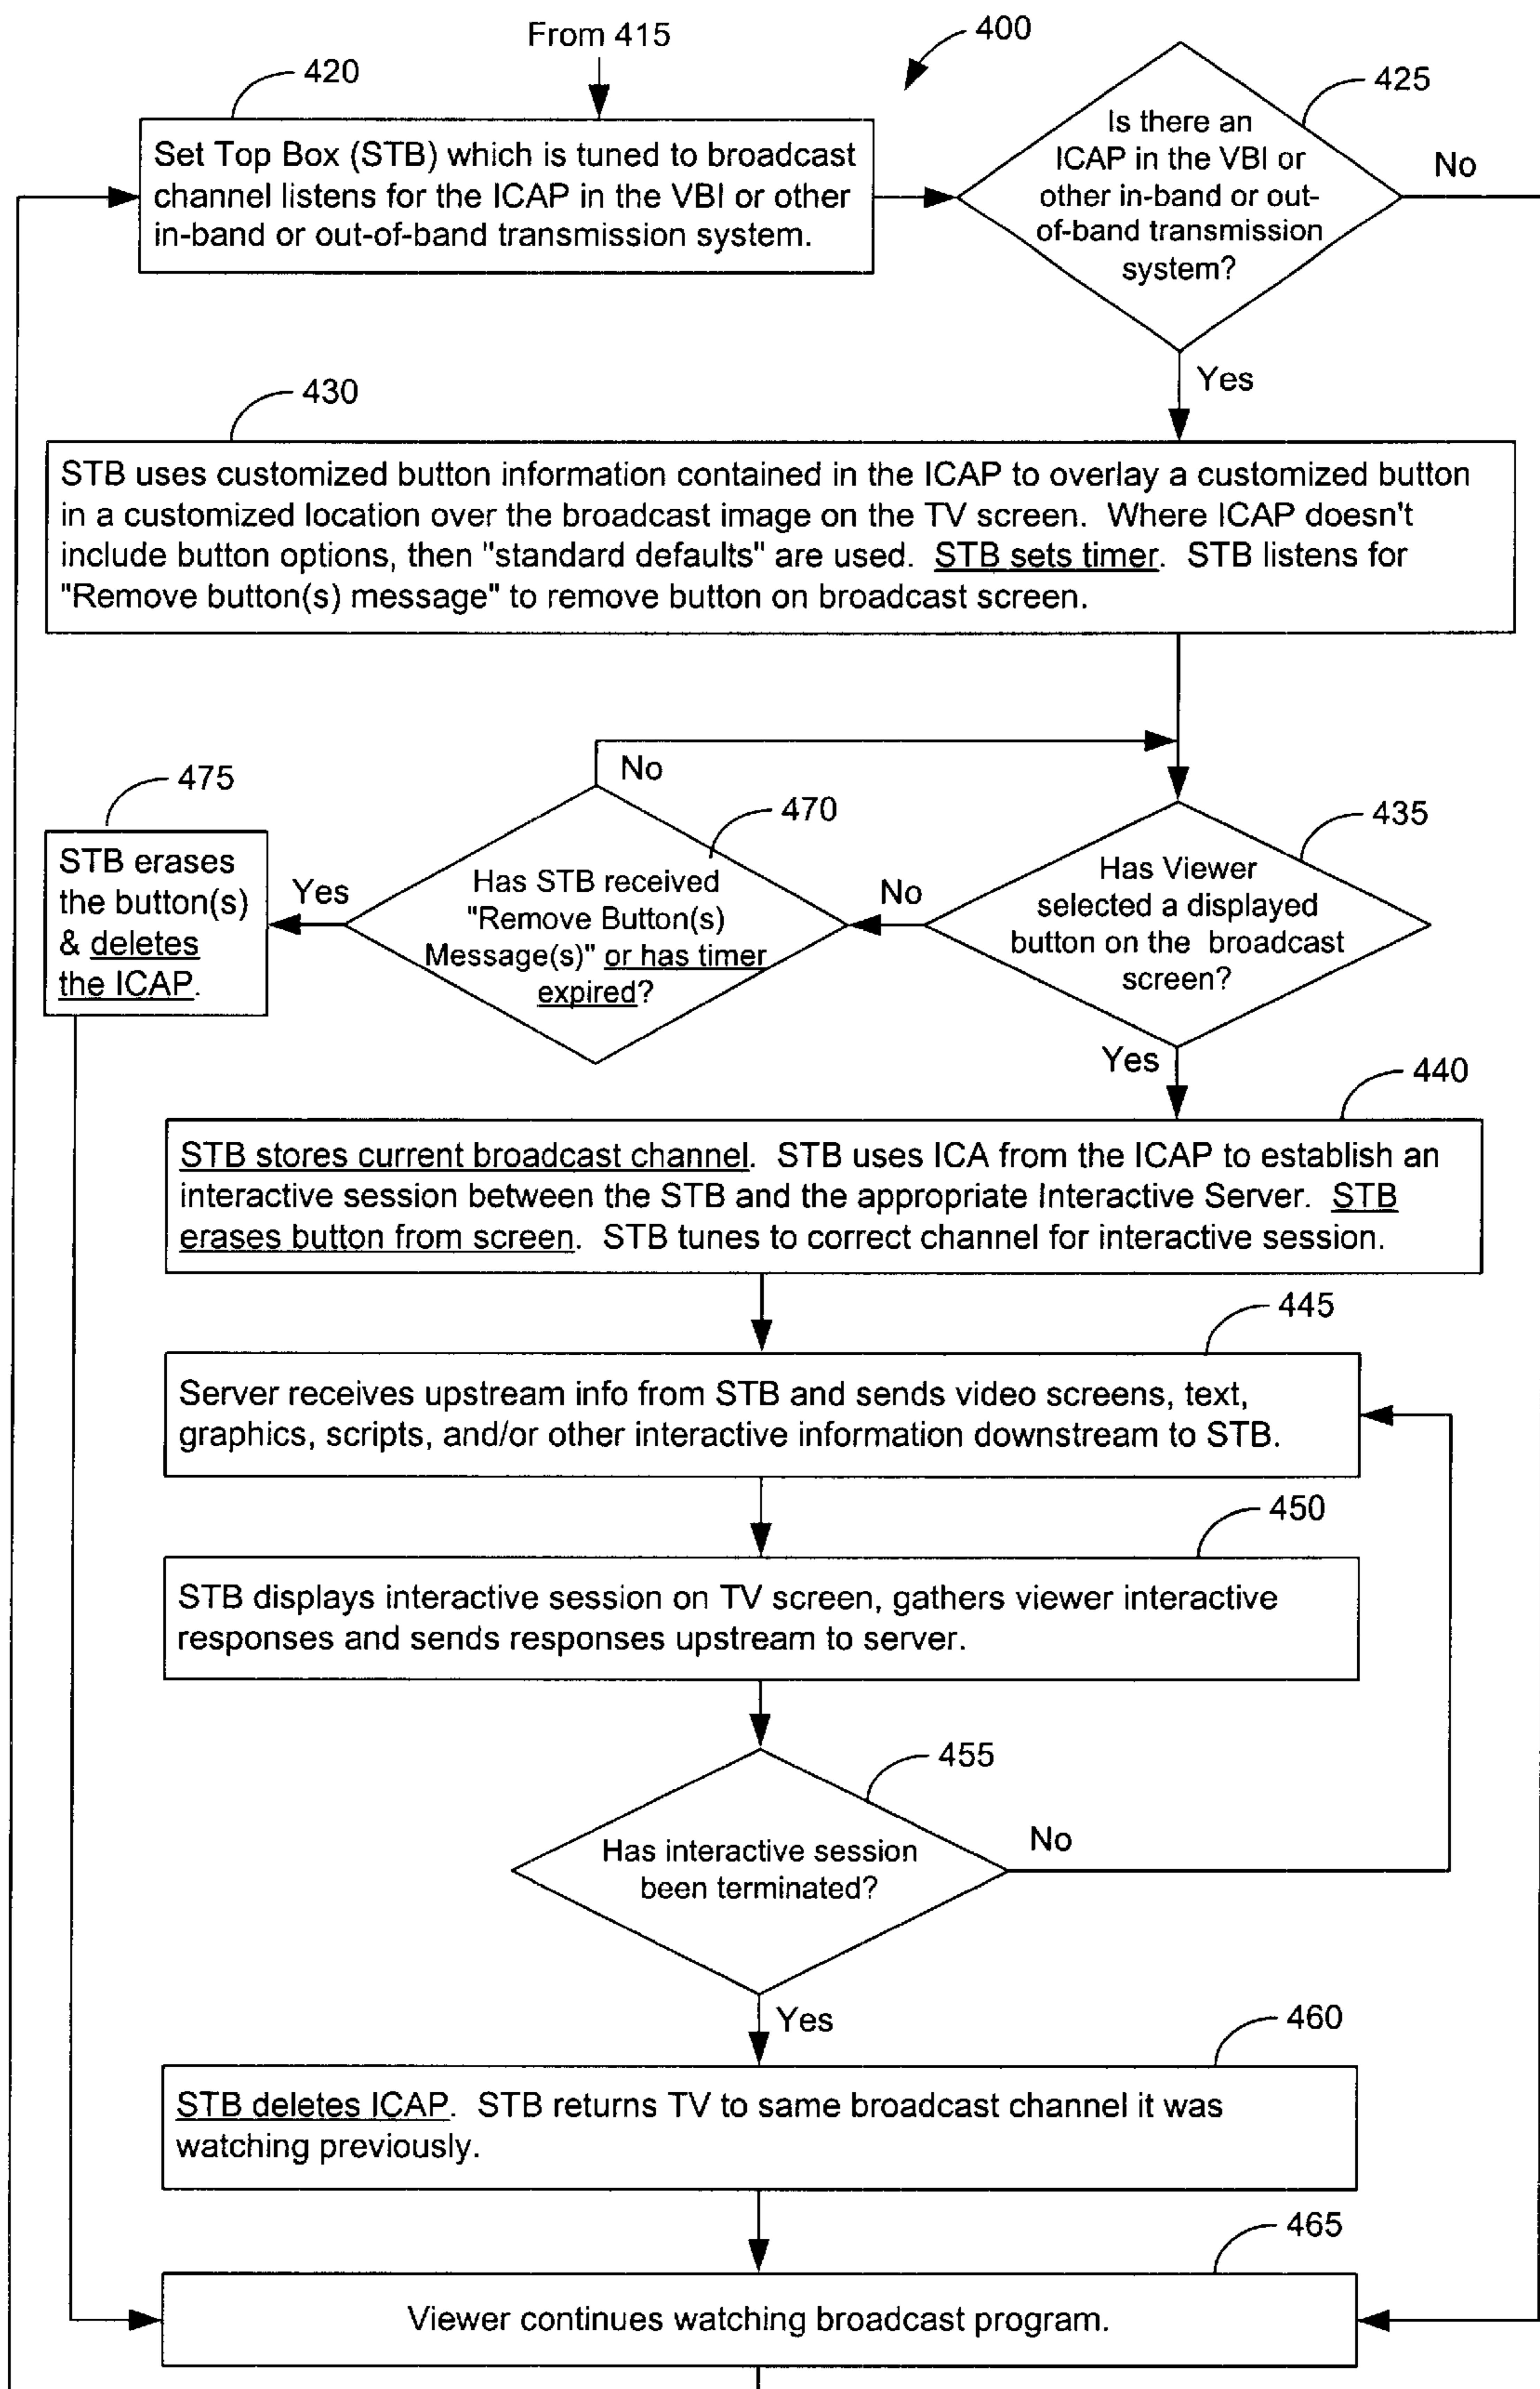 From 415
400
420
Set Top Box (STB) which is tuned to broadcast
channel listens for the ICAP in the VBI or other
in-band or out-of-band transmission system.
425
Is there an
ICAP in the VBI or
other in-band or out-
of-band transmission
system?
No
Yes
430
STB uses customized button information contained in the ICAP to overlay a customized button
in a customized location over the broadcast image on the TV screen. Where ICAP doesn't
include button options, then "standard defaults" are used. STB sets timer. STB listens for
"Remove button(s) message" to remove button on broadcast screen.
No
475
STB erases
the button(s)
& deletes
the ICAP.
Yes
470
Has STB received
"Remove Button(s)
Message(s)" or has timer
expired?
No
435
Has Viewer
selected a displayed
button on the broadcast
screen?
Yes
440
STB stores current broadcast channel. STB uses ICA from the ICAP to establish an
interactive session between the STB and the appropriate Interactive Server. STB
erases button from screen. STB tunes to correct channel for interactive session.
445
Server receives upstream info from STB and sends video screens, text,
graphics, scripts, and/or other interactive information downstream to STB.
450
STB displays interactive session on TV screen, gathers viewer interactive
responses and sends responses upstream to server.
455
Has interactive session
been terminated?
No
Yes
460
STB deletes ICAP. STB returns TV to same broadcast channel it was
watching previously.
465
Viewer continues watching broadcast program.